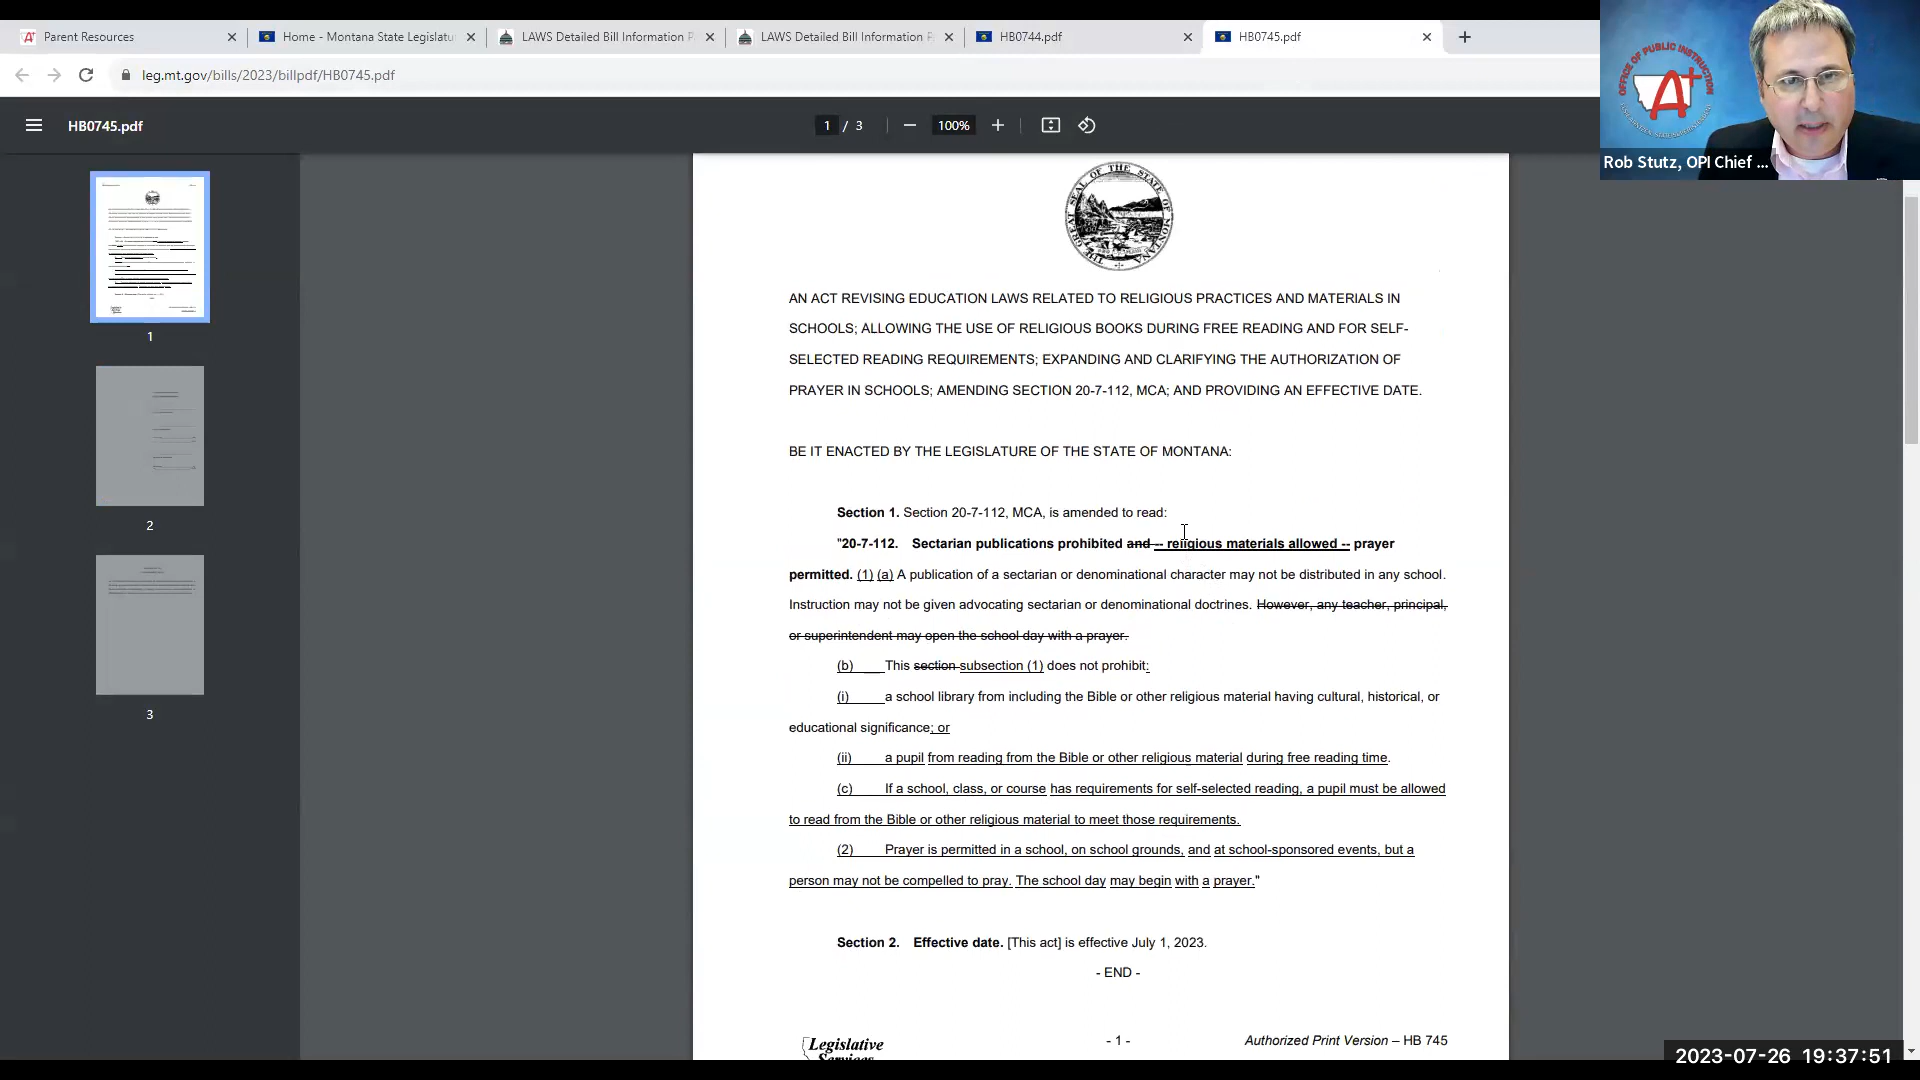 Parent Resources
Home - Montana State Legislatu
LAWS Detailed Bill Information P
LAWS Detailed Bill Information P
HB0744.pdf
HB0745.pdf
leg.mt.gov/bills/2023/billpdf/HB0745.pdf
HB0745.pdf
1 / 3
100%
OFFICE OF PUBLIC INSTRUCTION
A+
Rob Stutz, OPI Chief ...
1
2
3
THE GREAT SEAL OF THE STATE OF MONTANA
AN ACT REVISING EDUCATION LAWS RELATED TO RELIGIOUS PRACTICES AND MATERIALS IN
SCHOOLS; ALLOWING THE USE OF RELIGIOUS BOOKS DURING FREE READING AND FOR SELF-
SELECTED READING REQUIREMENTS; EXPANDING AND CLARIFYING THE AUTHORIZATION OF
PRAYER IN SCHOOLS; AMENDING SECTION 20-7-112, MCA; AND PROVIDING AN EFFECTIVE DATE.
BE IT ENACTED BY THE LEGISLATURE OF THE STATE OF MONTANA:
Section 1. Section 20-7-112, MCA, is amended to read:
"20-7-112. Sectarian publications prohibited and -- religious materials allowed -- prayer
permitted. (1) (a) A publication of a sectarian or denominational character may not be distributed in any school.
Instruction may not be given advocating sectarian or denominational doctrines. However, any teacher, principal,
or superintendent may open the school day with a prayer.
(b) This section subsection (1) does not prohibit:
(i) a school library from including the Bible or other religious material having cultural, historical, or
educational significance; or
(ii) a pupil from reading from the Bible or other religious material during free reading time.
(c) If a school, class, or course has requirements for self-selected reading, a pupil must be allowed
to read from the Bible or other religious material to meet those requirements.
(2) Prayer is permitted in a school, on school grounds, and at school-sponsored events, but a
person may not be compelled to pray. The school day may begin with a prayer."
Section 2. Effective date. [This act] is effective July 1, 2023.
- END -
Legislative
Services
- 1 -
Authorized Print Version – HB 745
2023-07-26 19:37:51